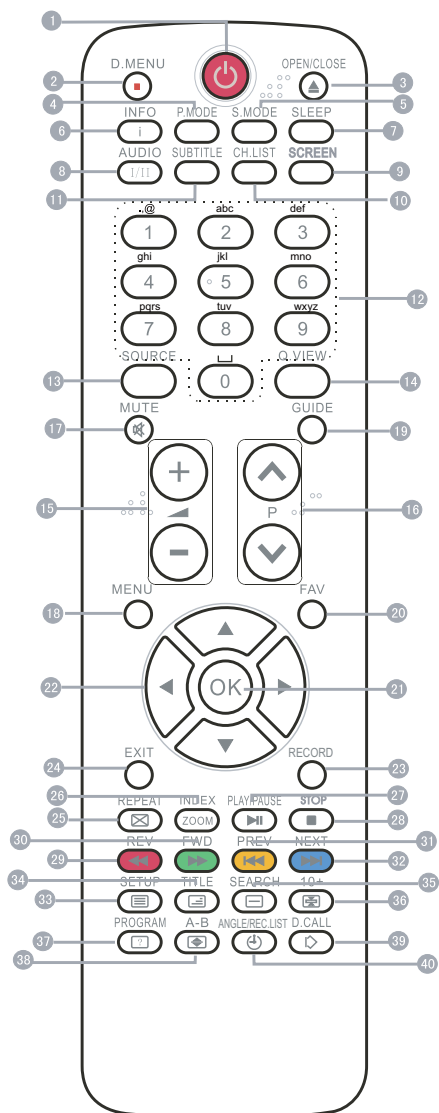 1
D.MENU
OPEN/CLOSE
2
3
4
P.MODE
S.MODE
5
6
INFO
SLEEP
7
i
8
AUDIO
SUBTITLE
CH.LIST
SCREEN
9
I/II
11
10
.@
abc
def
1
2
3
ghi
jkl
mno
4
5
6
12
pqrs
tuv
wxyz
7
8
9
SOURCE
Q.VIEW
13
0
14
MUTE
GUIDE
17
19
15
P
16
MENU
FAV
18
20
22
OK
21
EXIT
RECORD
24
23
26
27
REPEAT
INDEX
PLAY/PAUSE
STOP
25
ZOOM
28
30
31
REV
FWD
PREV
NEXT
29
32
34
35
SETUP
TITLE
SEARCH
10+
33
36
PROGRAM
A-B
ANGLE/REC.LIST
D.CALL
37
?
39
38
40